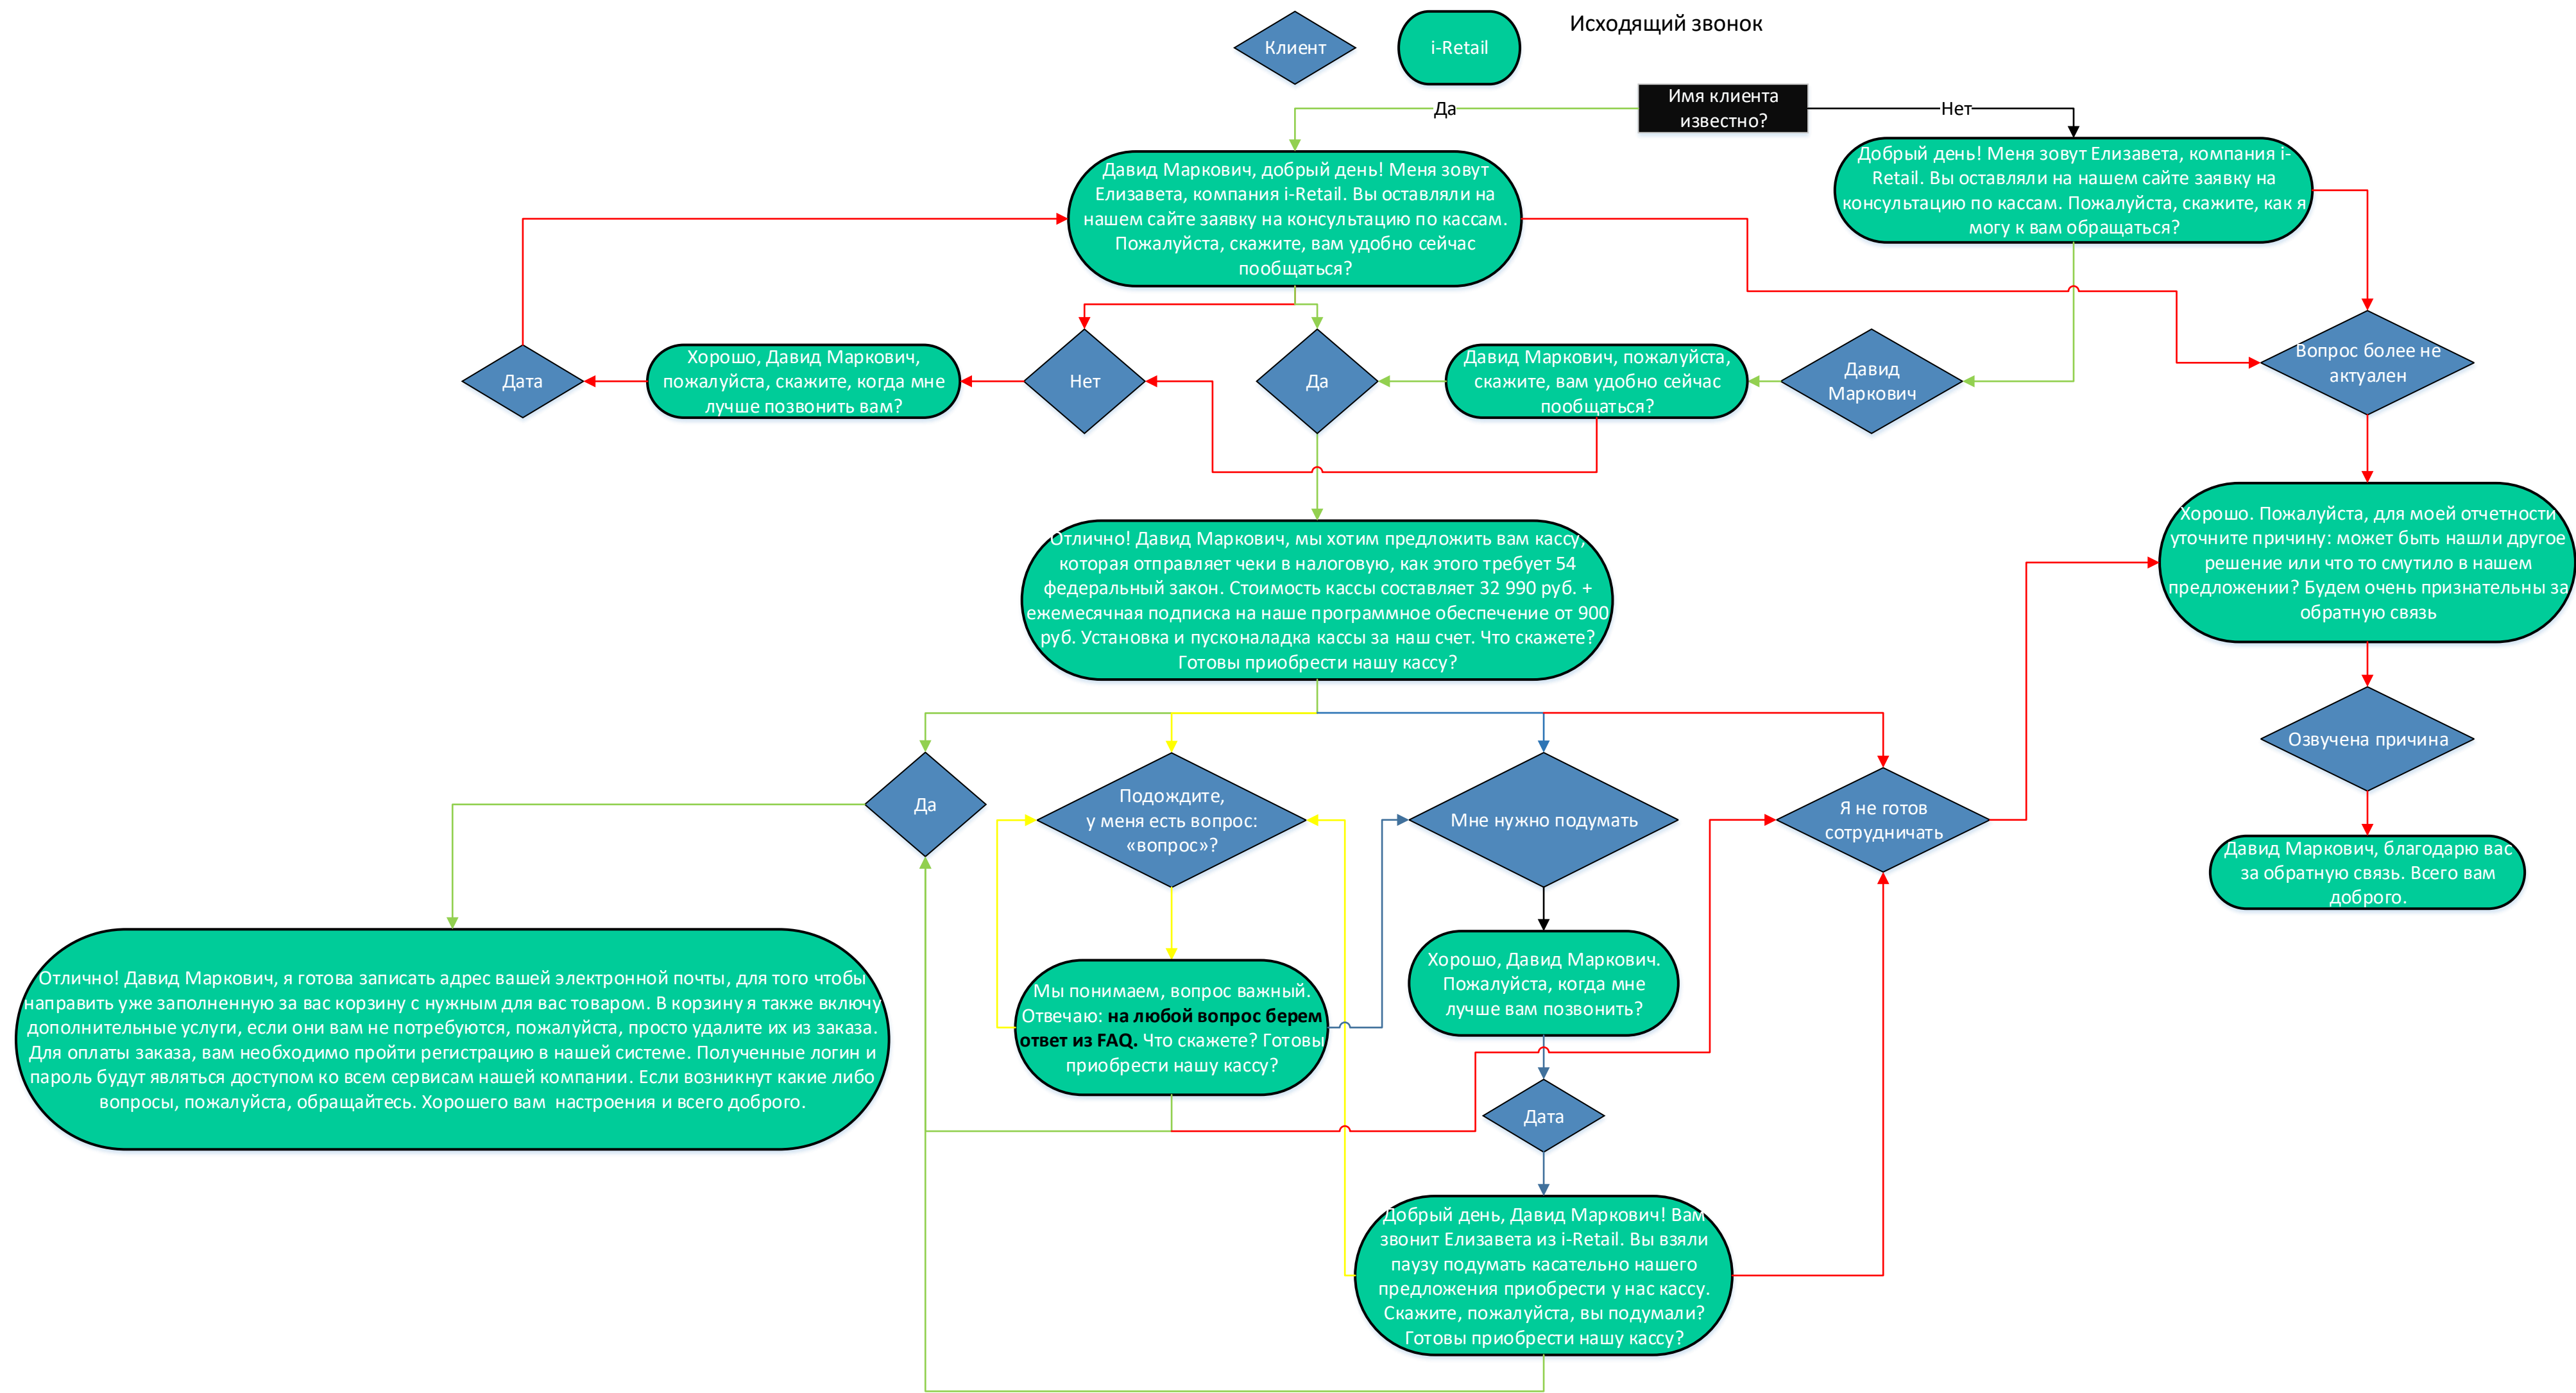 Исходящий звонок
Клиент
i-Retail
Имя клиента
известно?
Да
Нет
Давид Маркович, добрый день! Меня зовут
Елизавета, компания i-Retail. Вы оставляли на
нашем сайте заявку на консультацию по кассам.
Пожалуйста, скажите, вам удобно сейчас
пообщаться?
Добрый день! Меня зовут Елизавета, компания i-
Retail. Вы оставляли на нашем сайте заявку на
консультацию по кассам. Пожалуйста, скажите, как я
могу к вам обращаться?
Дата
Хорошо, Давид Маркович,
пожалуйста, скажите, когда мне
лучше позвонить вам?
Нет
Да
Давид Маркович, пожалуйста,
скажите, вам удобно сейчас
пообщаться?
Давид
Маркович
Вопрос более не
актуален
Отлично! Давид Маркович, мы хотим предложить вам кассу,
которая отправляет чеки в налоговую, как этого требует 54
федеральный закон. Стоимость кассы составляет 32 990 руб. +
ежемесячная подписка на наше программное обеспечение от 900
руб. Установка и пусконаладка кассы за наш счет. Что скажете?
Готовы приобрести нашу кассу?
Хорошо. Пожалуйста, для моей отчетности
уточните причину: может быть нашли другое
решение или что то смутило в нашем
предложении? Будем очень признательны за
обратную связь
Озвучена причина
Да
Подождите,
у меня есть вопрос:
«вопрос»?
Мне нужно подумать
Я не готов
сотрудничать
Давид Маркович, благодарю вас
за обратную связь. Всего вам
доброго.
Отлично! Давид Маркович, я готова записать адрес вашей электронной почты, для того чтобы
направить уже заполненную за вас корзину с нужным для вас товаром. В корзину я также включу
дополнительные услуги, если они вам не потребуются, пожалуйста, просто удалите их из заказа.
Для оплаты заказа, вам необходимо пройти регистрацию в нашей системе. Полученные логин и
пароль будут являться доступом ко всем сервисам нашей компании. Если возникнут какие либо
вопросы, пожалуйста, обращайтесь. Хорошего вам настроения и всего доброго.
Мы понимаем, вопрос важный.
Отвечаю: на любой вопрос берем
ответ из FAQ. Что скажете? Готовы
приобрести нашу кассу?
Хорошо, Давид Маркович.
Пожалуйста, когда мне
лучше вам позвонить?
Дата
Добрый день, Давид Маркович! Вам
звонит Елизавета из i-Retail. Вы взяли
паузу подумать касательно нашего
предложения приобрести у нас кассу.
Скажите, пожалуйста, вы подумали?
Готовы приобрести нашу кассу?